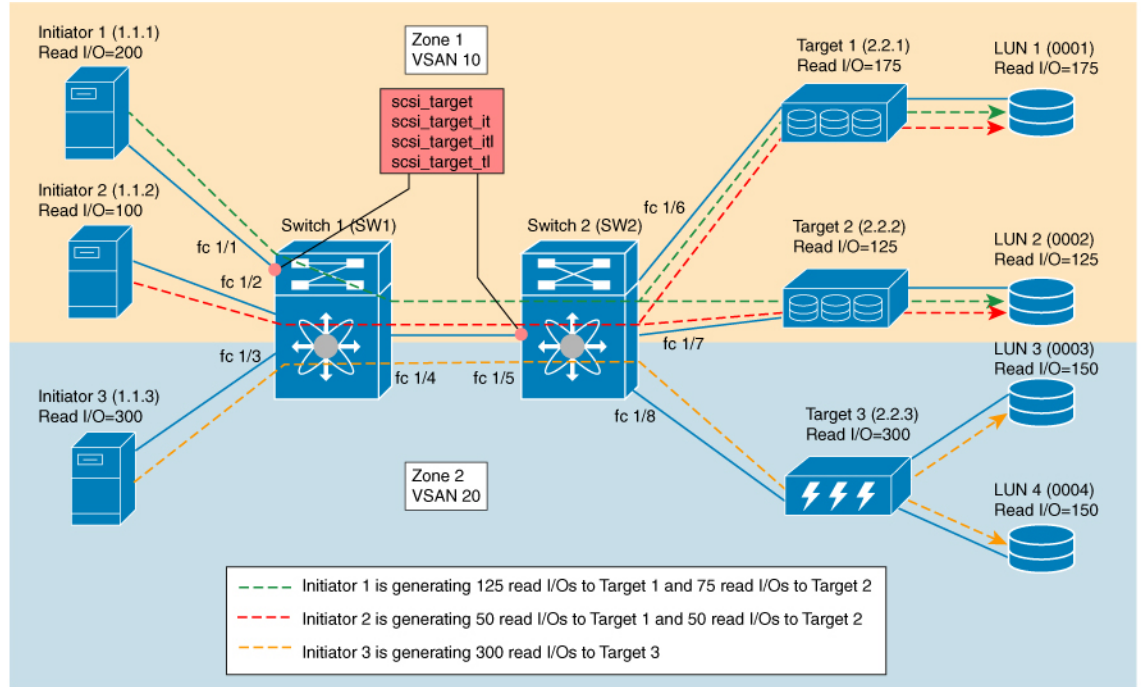 Initiator 1 (1.1.1)
Read I/O=200
Zone 1
VSAN 10
Target 1 (2.2.1)
Read I/O=175
LUN 1 (0001)
Read I/O=175
scsi_target
scsi_target_it
scsi_target_itl
scsi_target_tl
Initiator 2 (1.1.2)
Read I/O=100
fc 1/1
Switch 1 (SW1)
Switch 2 (SW2)
fc 1/6
Target 2 (2.2.2)
Read I/O=125
LUN 2 (0002)
Read I/O=125
fc 1/2
fc 1/3
fc 1/4
fc 1/5
fc 1/7
LUN 3 (0003)
Read I/O=150
Initiator 3 (1.1.3)
Read I/O=300
fc 1/8
Target 3 (2.2.3)
Read I/O=300
Zone 2
VSAN 20
LUN 4 (0004)
Read I/O=150
Initiator 1 is generating 125 read I/Os to Target 1 and 75 read I/Os to Target 2
Initiator 2 is generating 50 read I/Os to Target 1 and 50 read I/Os to Target 2
Initiator 3 is generating 300 read I/Os to Target 3